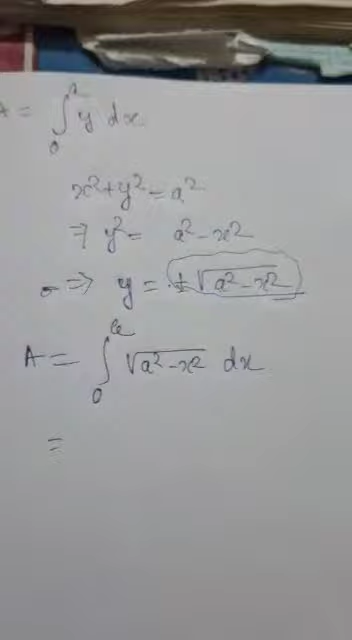 A = ∫₀ᵃ y dx
x² + y² = a²
⇒ y² = a² - x²
⇒ y = ± √(a² - x²)
A = ∫₀ᵃ √(a² - x²) dx
=